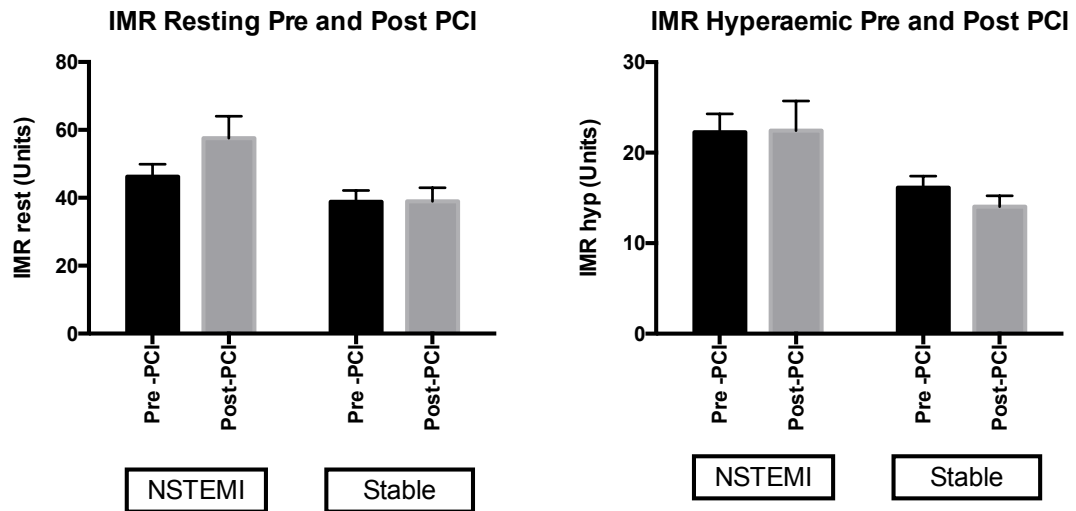 IMR Resting Pre and Post PCI
80
60
40
20
0
IMR rest (Units)
Pre -PCI
Post-PCI
Pre -PCI
Post-PCI
NSTEMI
Stable
IMR Hyperaemic Pre and Post PCI
30
20
10
0
IMR hyp (Units)
Pre -PCI
Post-PCI
Pre -PCI
Post-PCI
NSTEMI
Stable